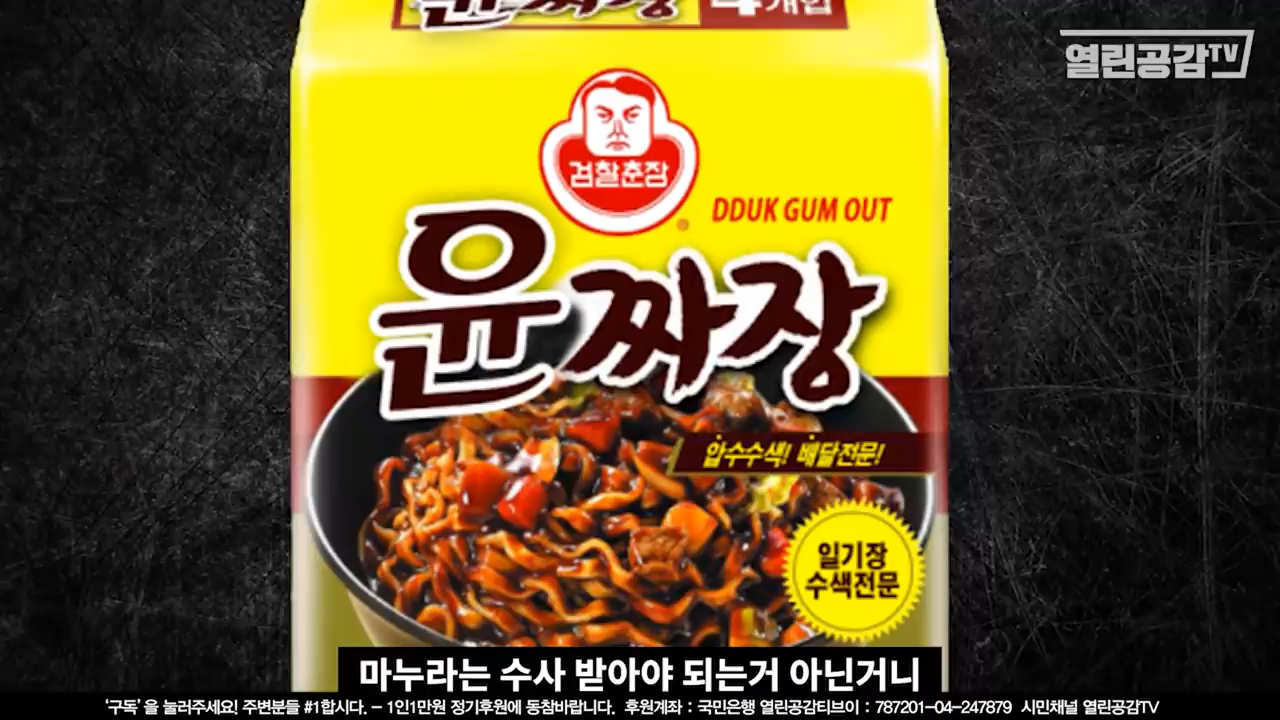 윤짜장
4개입
열린공감TV
검찰춘장
DDUK GUM OUT
윤짜장
압수수색! 배달전문!
일기장
수색전문
마누라는 수사 받아야 되는거 아닌거니
'구독'을 눌러주세요! 주변분들 #1합시다. - 1인1만원 정기후원에 동참바랍니다. 후원계좌 : 국민은행 열린공감티브이 : 787201-04-247879 시민채널 열린공감TV